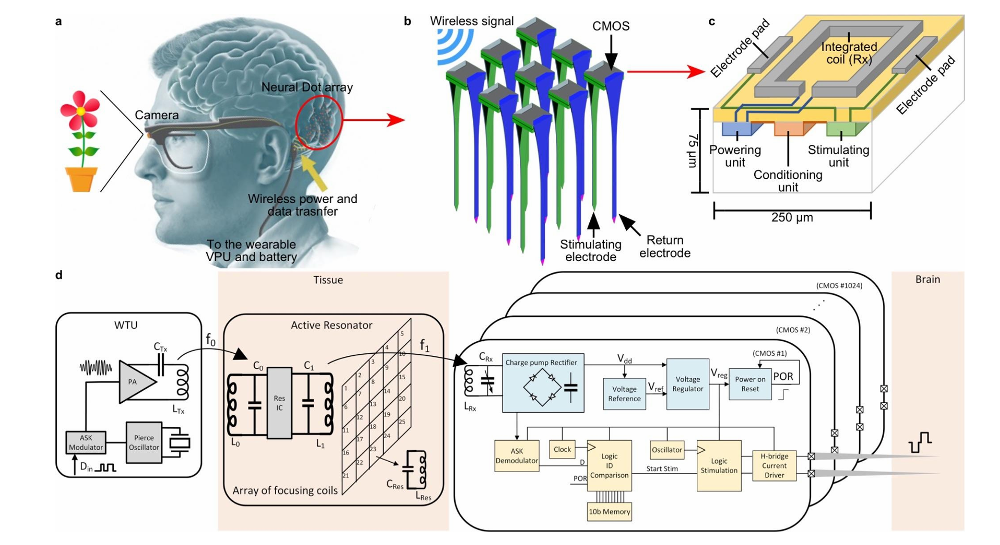 a
Neural Dot array
Camera
Wireless power and
data trasnfer
To the wearable
VPU and battery
b
Wireless signal
CMOS
Stimulating
electrode
Return
electrode
c
Electrode pad
Integrated
coil (Rx)
Electrode pad
75 µm
Powering
unit
Conditioning
unit
Stimulating
unit
250 µm
d
WTU
PA
CTx
LTx
ASK
Modulator
Pierce
Oscillator
Din
f0
Tissue
Active Resonator
C0
L0
Res
IC
C1
L1
1
2
3
4
5
6
7
8
9
10
11
12
13
14
15
16
17
18
19
20
21
22
23
24
25
Array of focusing coils
CRes
LRes
f1
(CMOS #1024)
(CMOS #2)
(CMOS #1)
CRx
LRx
Charge pump Rectifier
Vdd
Voltage
Reference
Vref
Voltage
Regulator
Vreg
Power on
Reset
POR
ASK
Demodulator
Clock
D
POR
Logic
ID
Comparison
10b Memory
Start Stim
Oscillator
Logic
Stimulation
H-bridge
Current
Driver
Brain